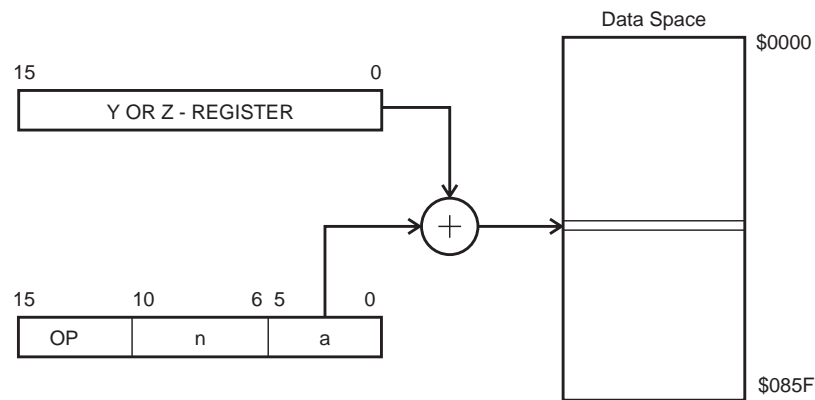 Data Space
$0000
15 0
Y OR Z - REGISTER
+
15 10 6 5 0
OP n a
$085F